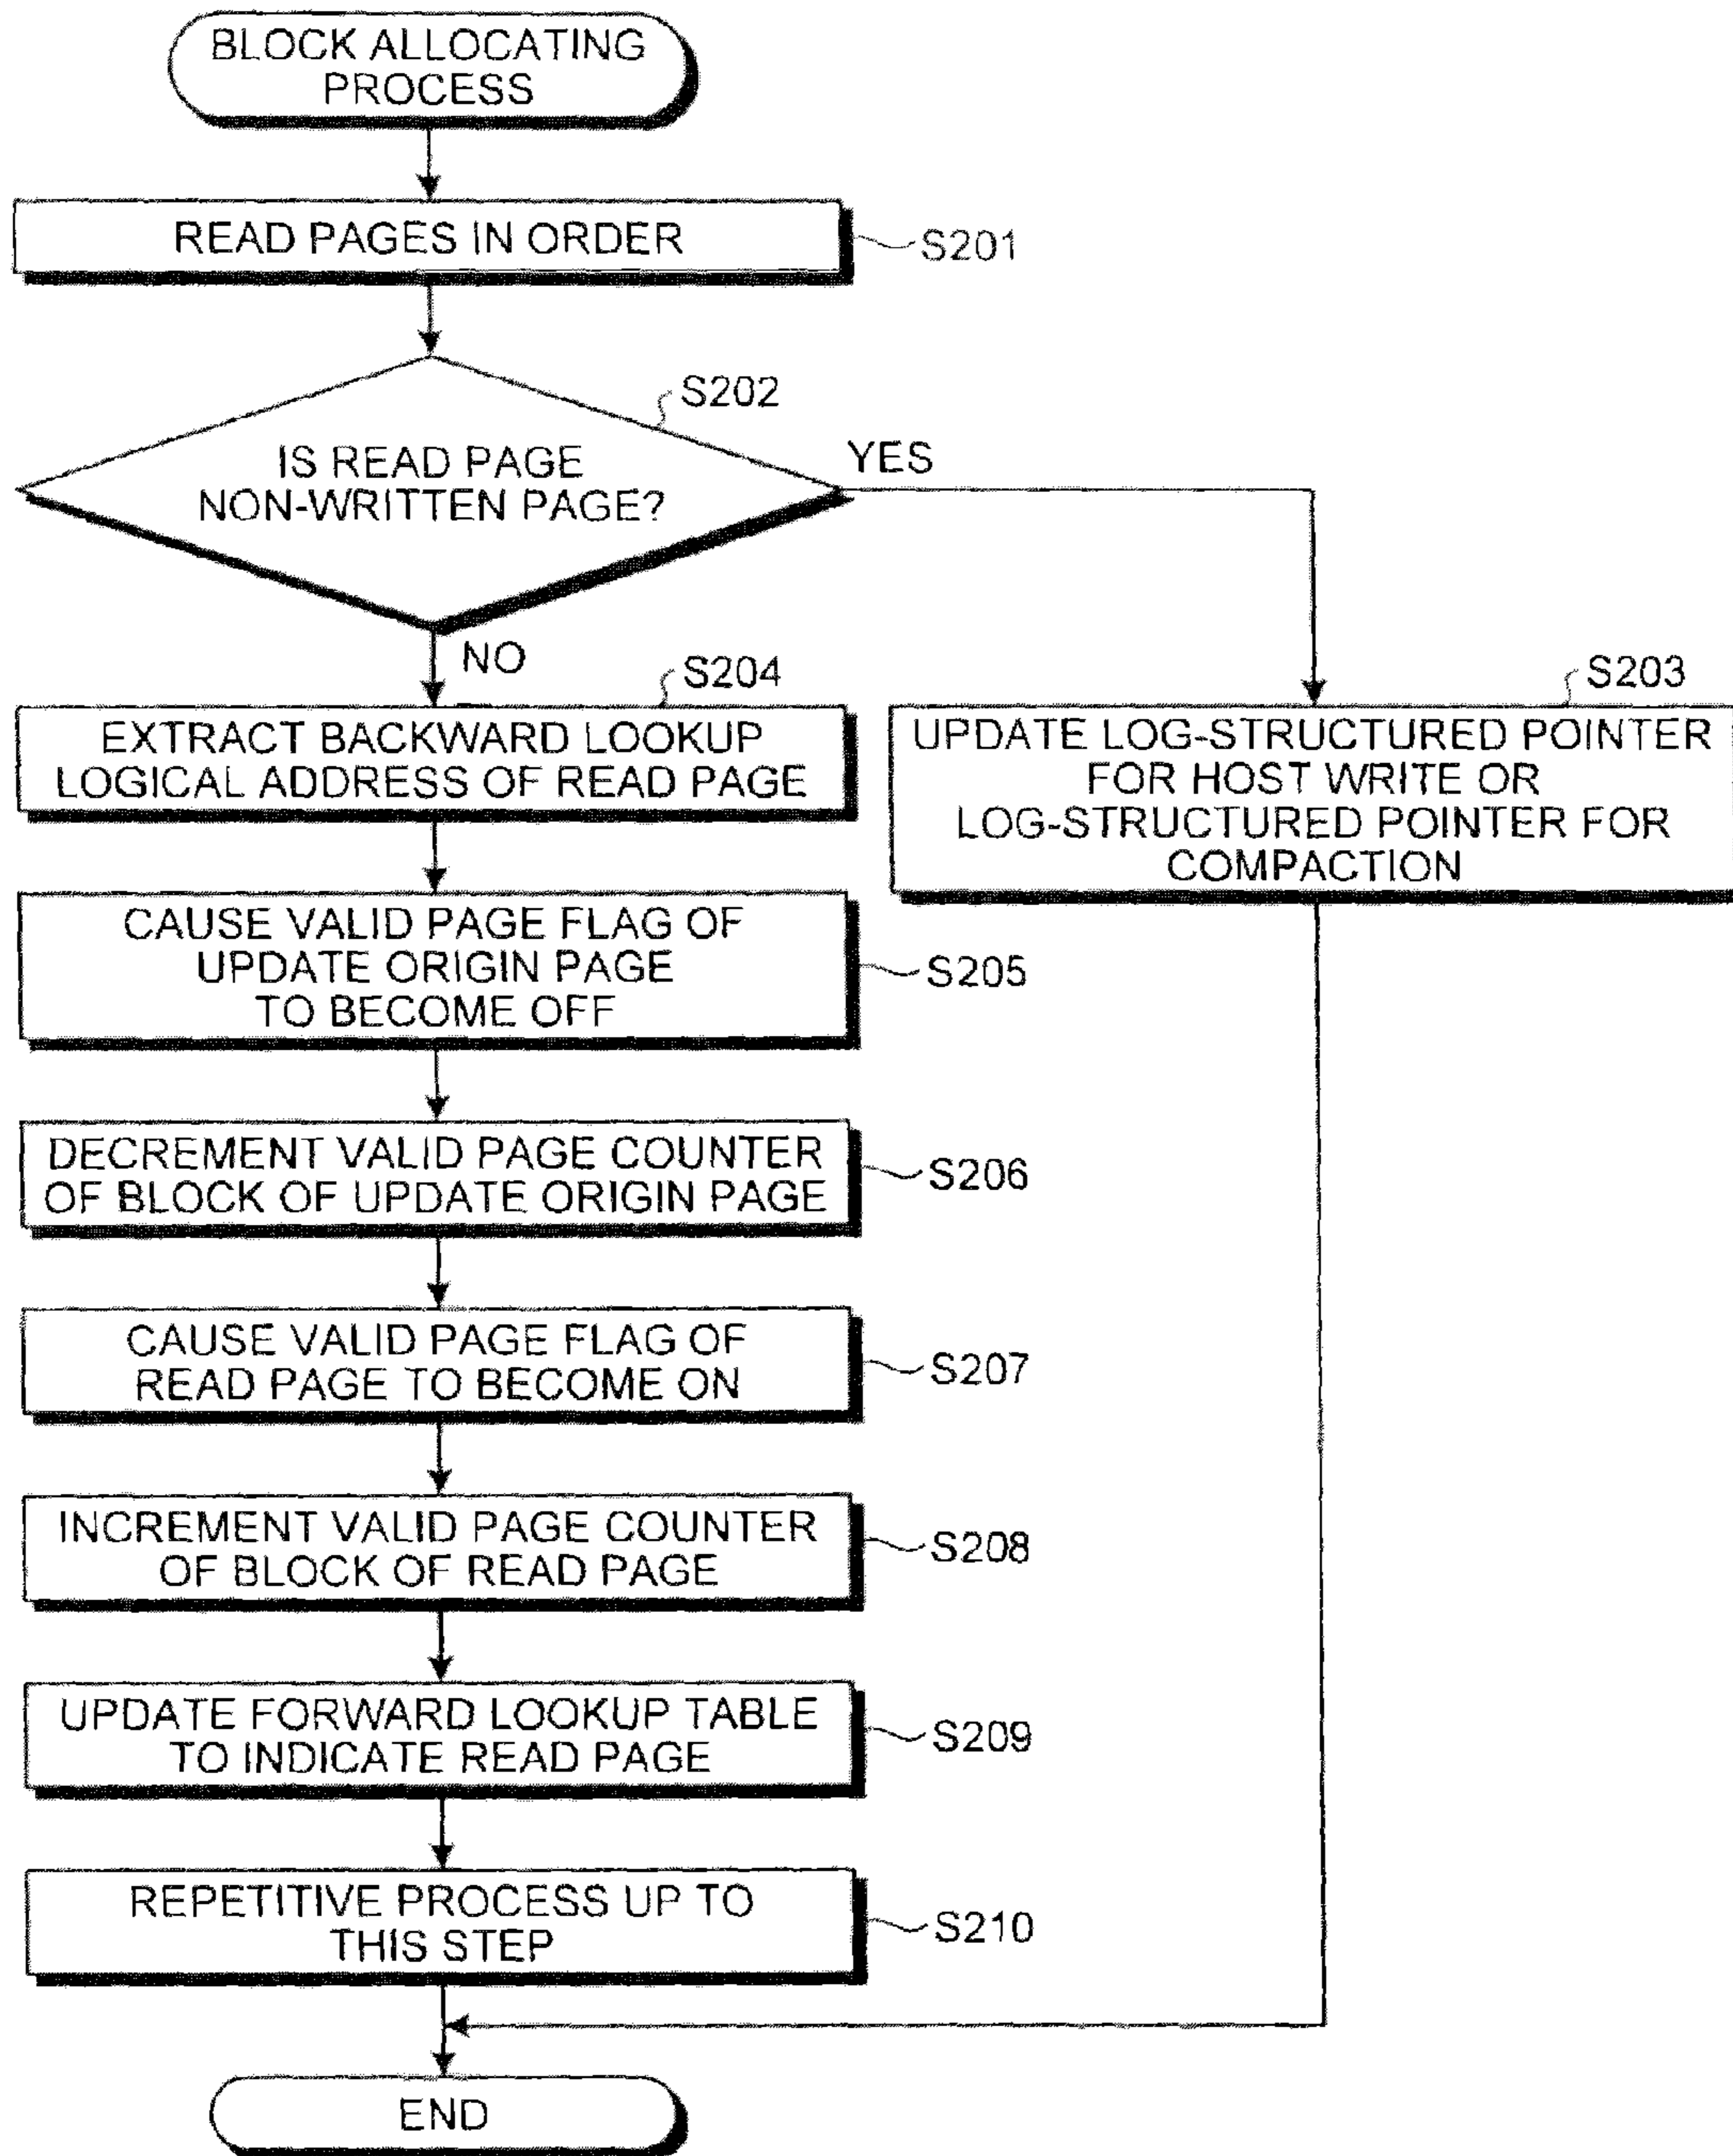 BLOCK ALLOCATING
PROCESS
READ PAGES IN ORDER
S201
S202
IS READ PAGE
NON-WRITTEN PAGE?
YES
NO
S204
EXTRACT BACKWARD LOOKUP
LOGICAL ADDRESS OF READ PAGE
S203
UPDATE LOG-STRUCTURED POINTER
FOR HOST WRITE OR
LOG-STRUCTURED POINTER FOR
COMPACTION
CAUSE VALID PAGE FLAG OF
UPDATE ORIGIN PAGE
TO BECOME OFF
S205
DECREMENT VALID PAGE COUNTER
OF BLOCK OF UPDATE ORIGIN PAGE
S206
CAUSE VALID PAGE FLAG OF
READ PAGE TO BECOME ON
S207
INCREMENT VALID PAGE COUNTER
OF BLOCK OF READ PAGE
S208
UPDATE FORWARD LOOKUP TABLE
TO INDICATE READ PAGE
S209
REPETITIVE PROCESS UP TO
THIS STEP
S210
END